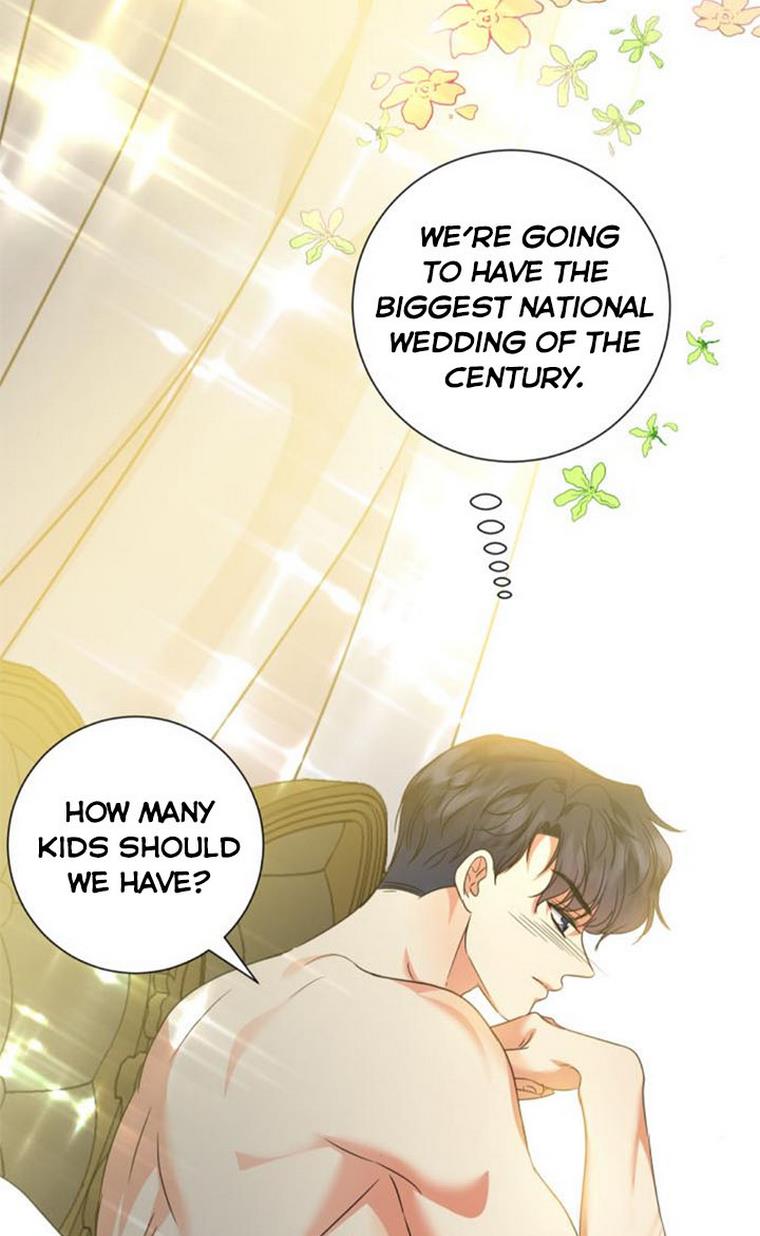 WE'RE GOING
TO HAVE THE
BIGGEST NATIONAL
WEDDING OF THE
CENTURY.
HOW MANY
KIDS SHOULD
WE HAVE?